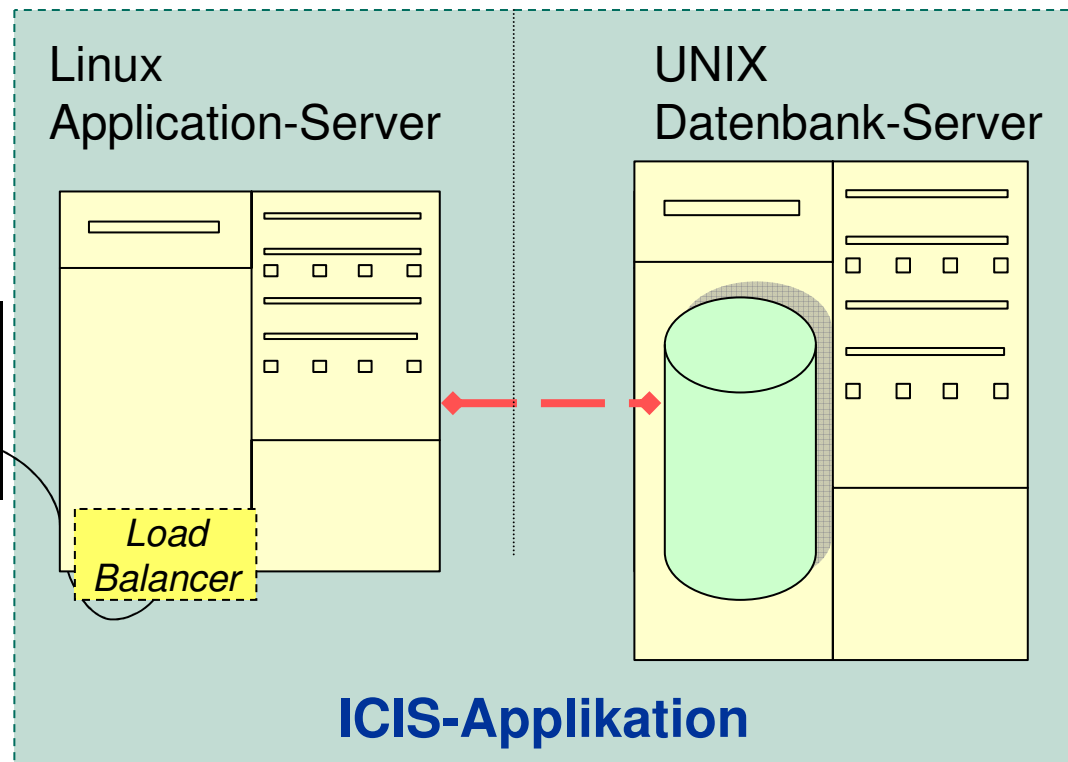 Linux
Application-Server
UNIX
Datenbank-Server
Load
Balancer
ICIS-Applikation